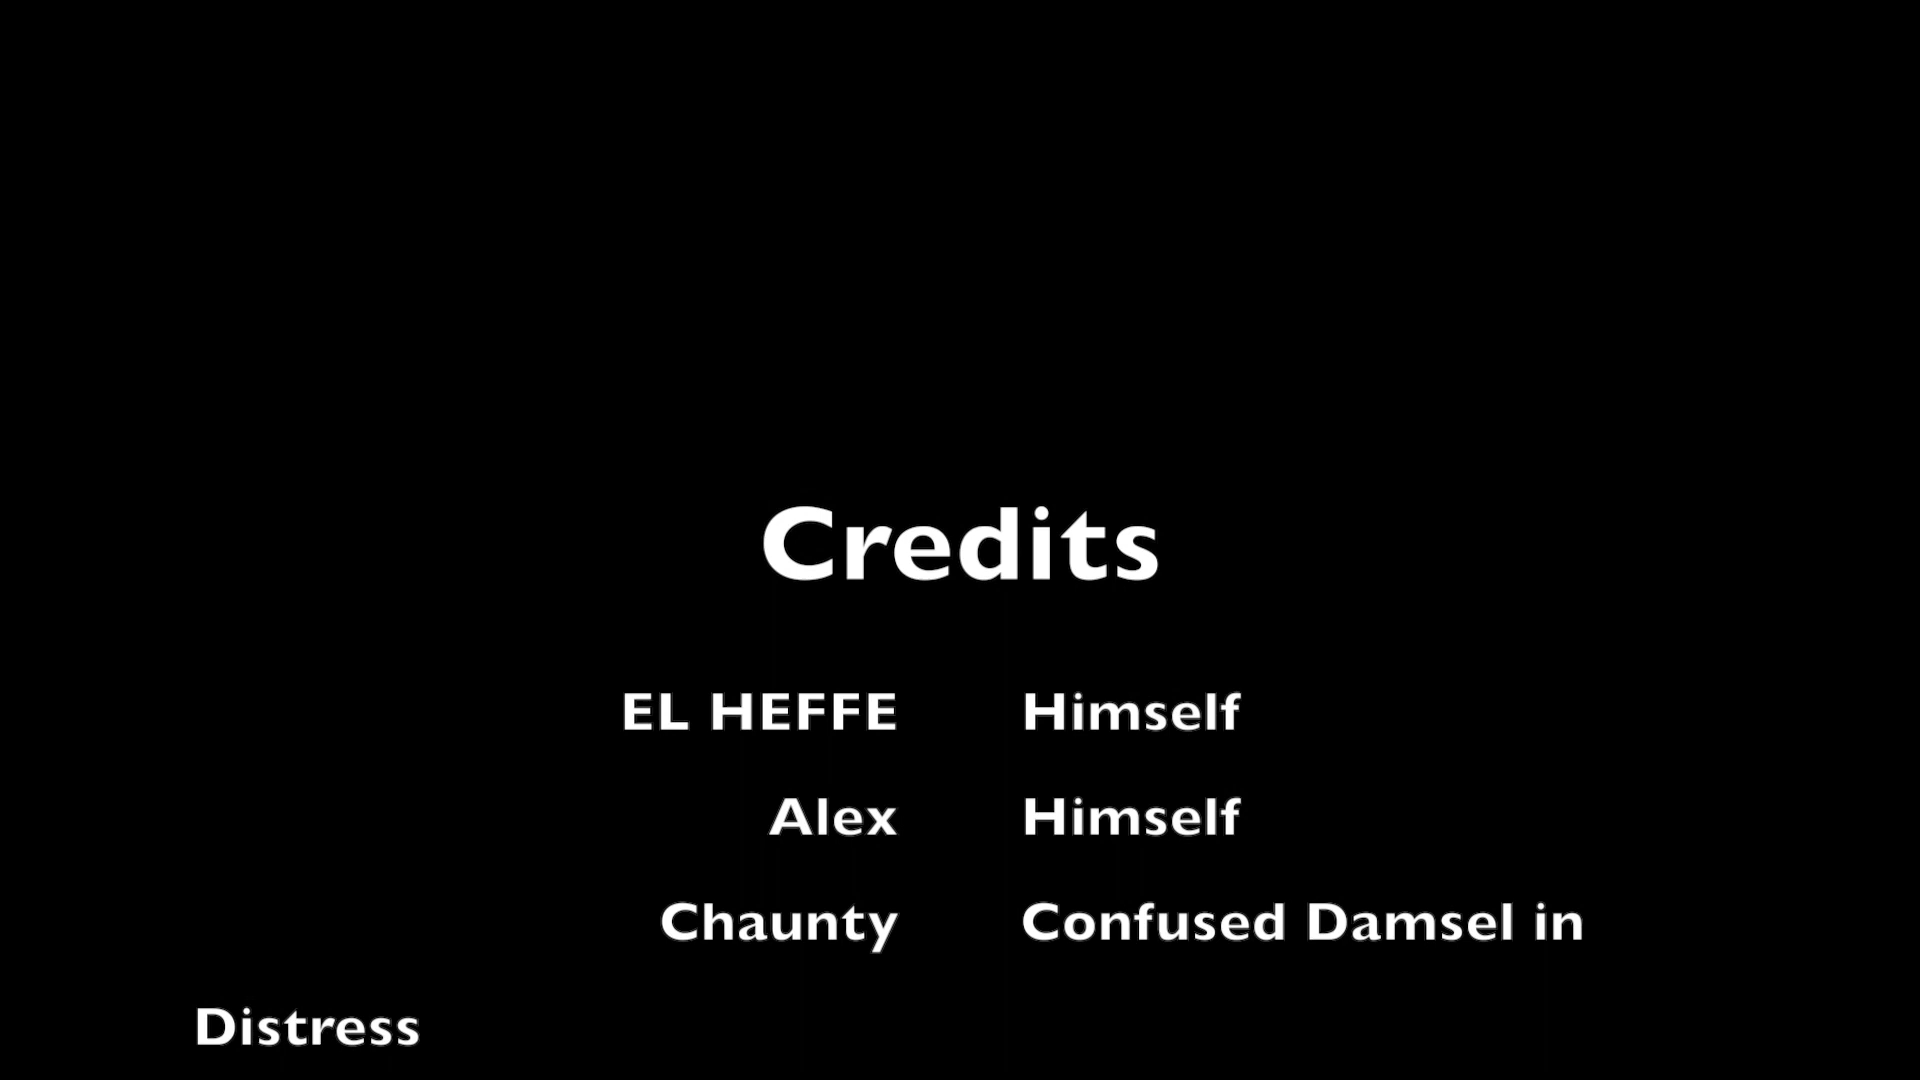 Credits
EL HEFFE Himself
Alex Himself
Chaunty Confused Damsel in
Distress